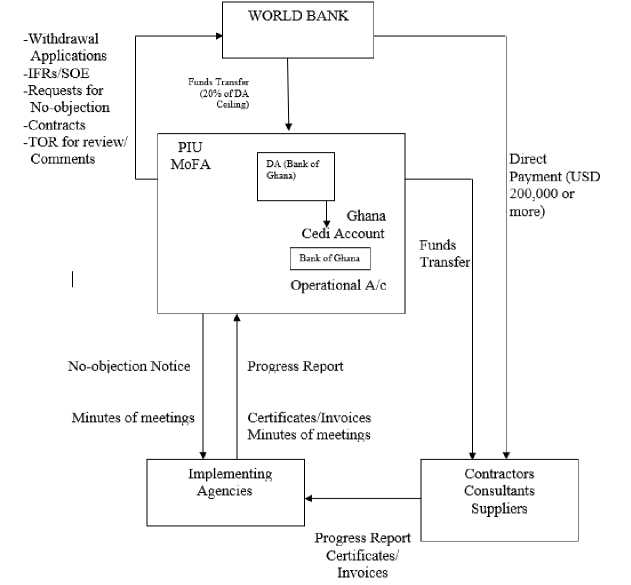 WORLD BANK
-Withdrawal
Applications
-IFRs/SOE
-Requests for
No-objection
-Contracts
-TOR for review/
Comments
Funds Transfer
(20% of DA
Ceiling)
PIU
MoFA
DA (Bank of
Ghana)
Ghana
Cedi Account
Bank of Ghana
Operational A/c
Direct
Payment (USD
200,000 or
more)
Funds
Transfer
No-objection Notice
Minutes of meetings
Progress Report
Certificates/Invoices
Minutes of meetings
Implementing
Agencies
Contractors
Consultants
Suppliers
Progress Report
Certificates/
Invoices